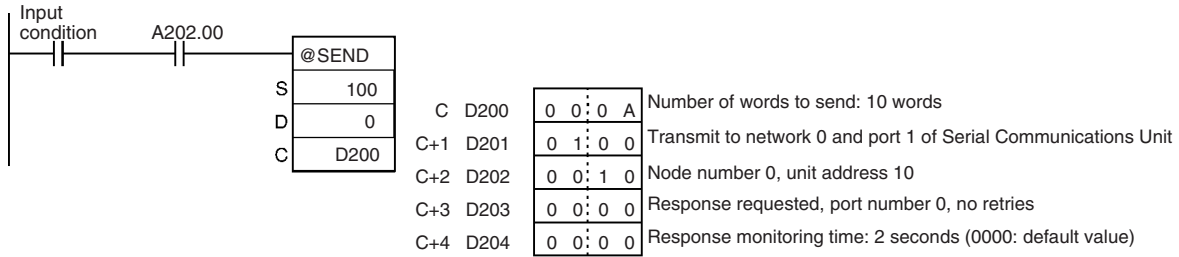 Input
condition
A202.00
@SEND
S 100
D 0
C D200
C D200 0 0 0 A Number of words to send: 10 words
C+1 D201 0 1 0 0 Transmit to network 0 and port 1 of Serial Communications Unit
C+2 D202 0 0 1 0 Node number 0, unit address 10
C+3 D203 0 0 0 0 Response requested, port number 0, no retries
C+4 D204 0 0 0 0 Response monitoring time: 2 seconds (0000: default value)